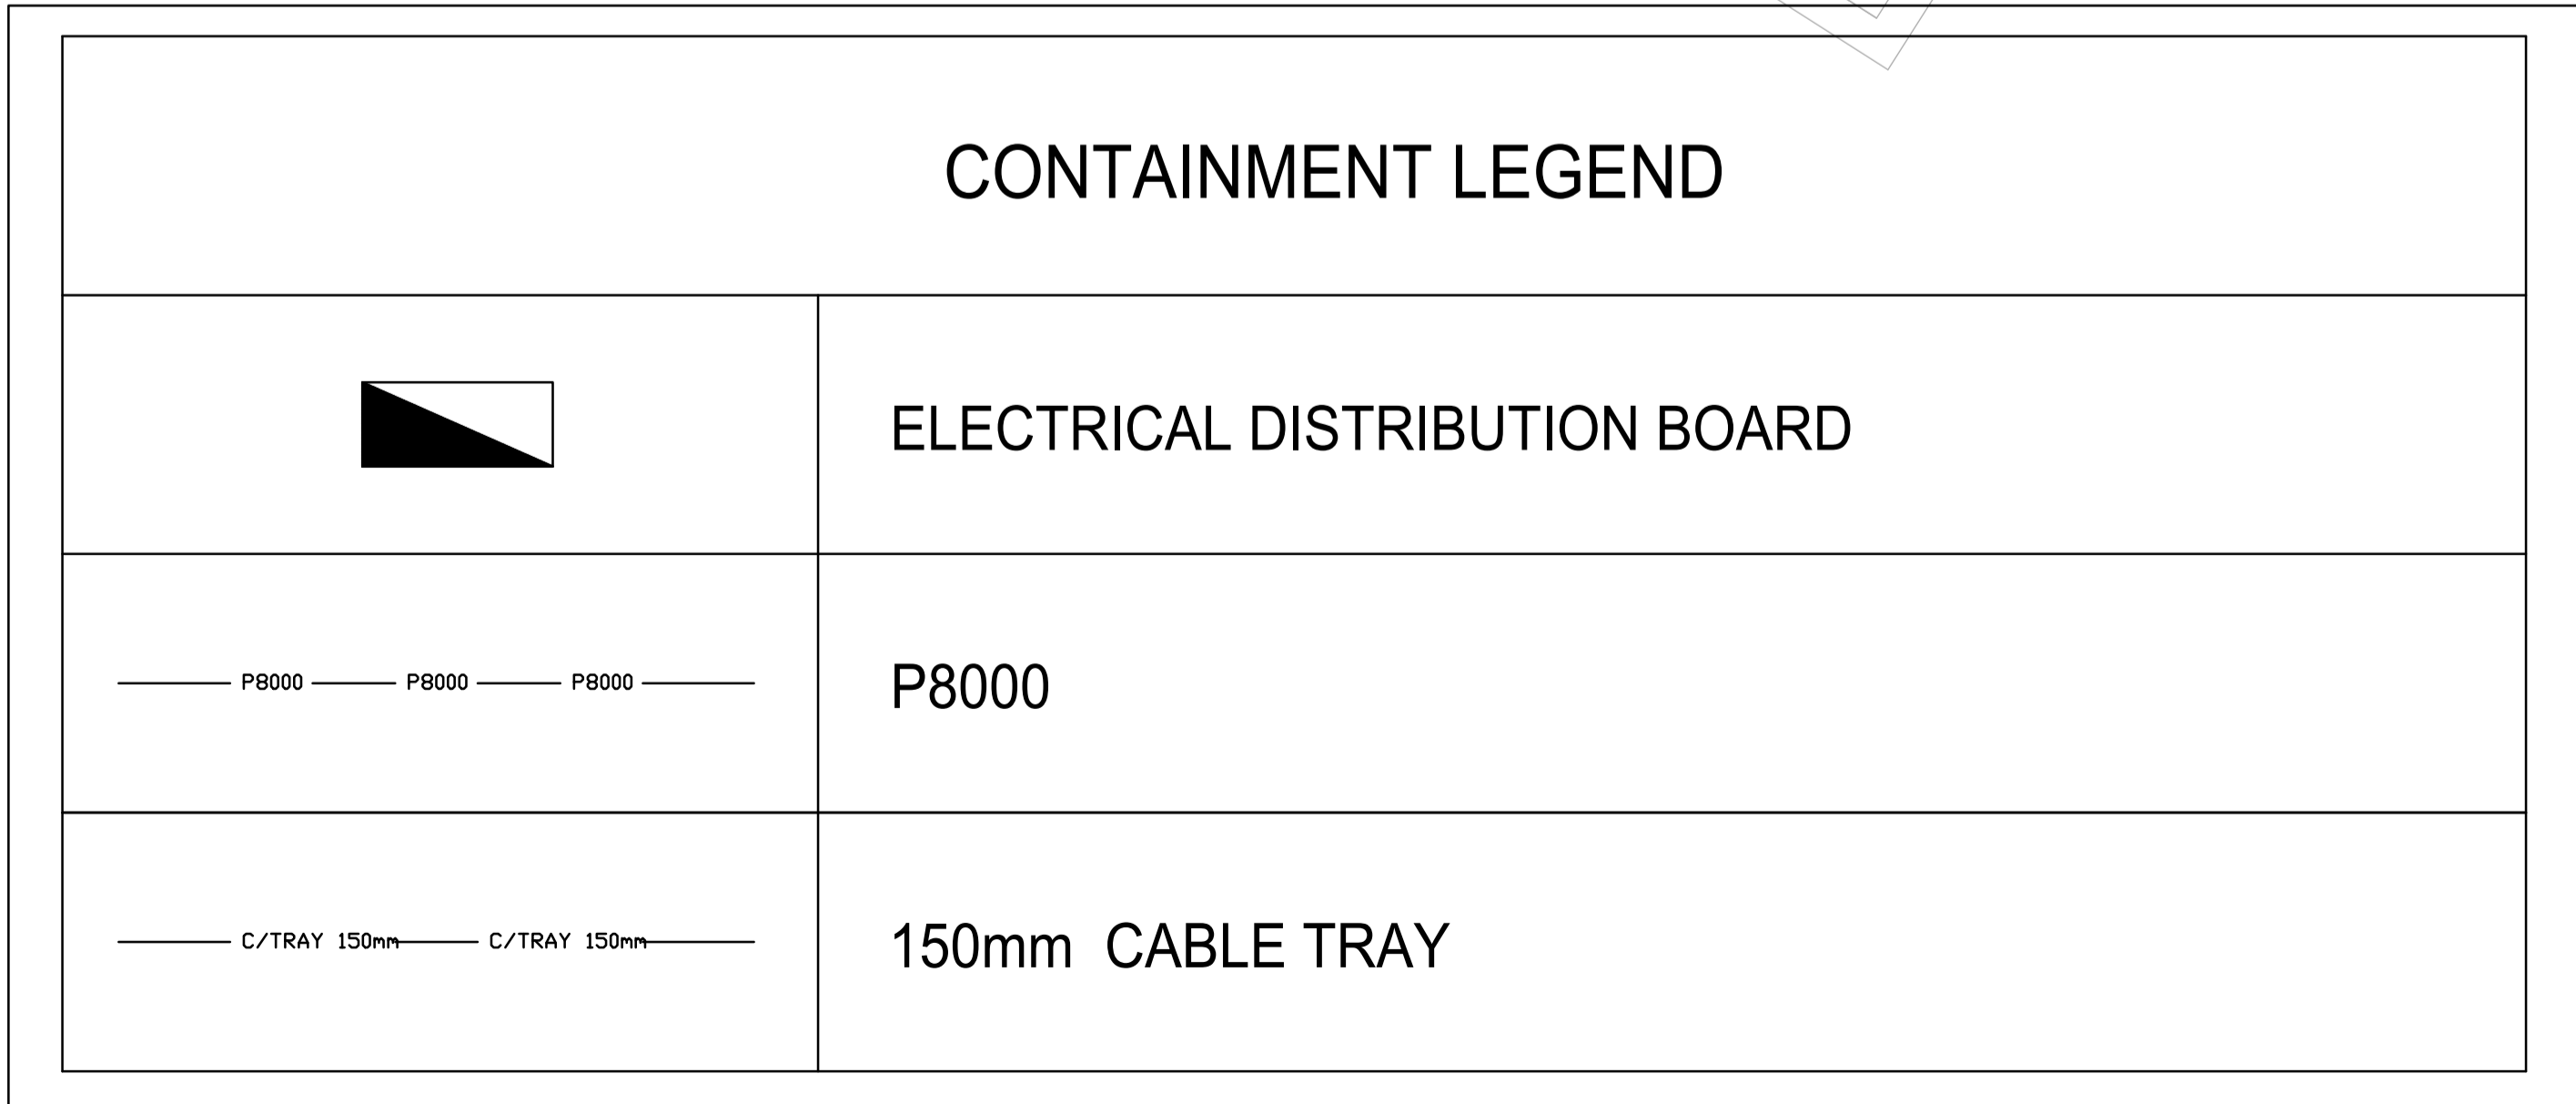 CONTAINMENT LEGEND
ELECTRICAL DISTRIBUTION BOARD
P8000 P8000 P8000
P8000
C/TRAY 150mm C/TRAY 150mm
150mm CABLE TRAY